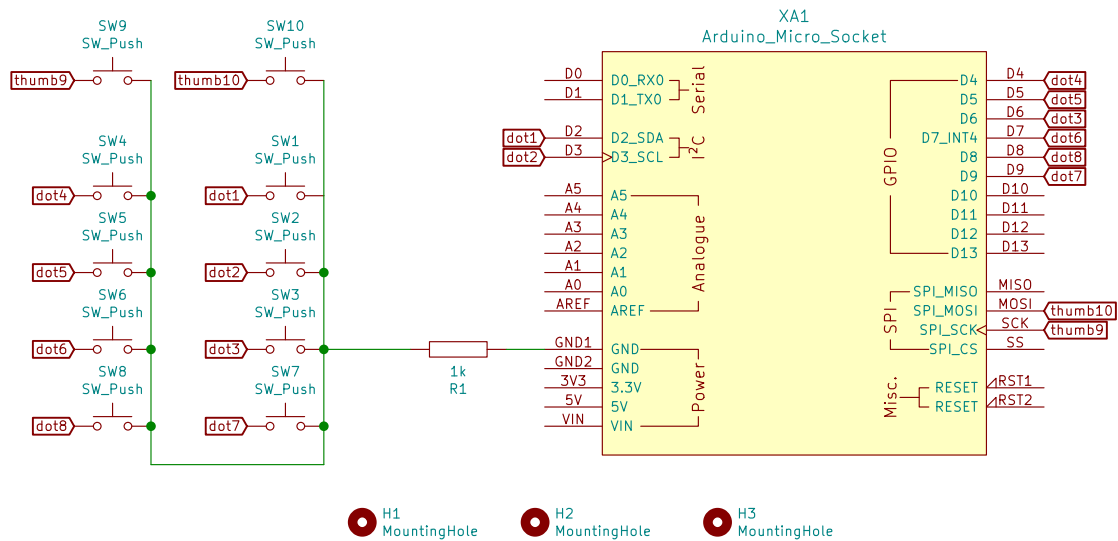 SW9
SW_Push
thumb9
SW10
SW_Push
thumb10
SW4
SW_Push
dot4
SW1
SW_Push
dot1
SW5
SW_Push
dot5
SW2
SW_Push
dot2
SW6
SW_Push
dot6
SW3
SW_Push
dot3
SW8
SW_Push
dot8
SW7
SW_Push
dot7
1k
R1
XA1
Arduino_Micro_Socket
D0 D0_RX0
D1 D1_TX0
Serial
dot1 D2 D2_SDA
dot2 D3 D3_SCL
I²C
A5 A5
A4 A4
A3 A3
A2 A2
A1 A1
A0 A0
AREF AREF
Analogue
GND1 GND
GND2 GND
3V3 3.3V
5V 5V
VIN VIN
Power
D4 D4 dot4
D5 D5 dot5
D6 D6 dot3
D7_INT4 D7 dot6
D8 D8 dot8
D9 D9 dot7
D10 D10
D11 D11
D12 D12
D13 D13
GPIO
SPI_MISO MISO
SPI_MOSI MOSI thumb10
SPI_SCK SCK thumb9
SPI_CS SS
SPI
RESET RST1
RESET RST2
Misc.
H1
MountingHole
H2
MountingHole
H3
MountingHole